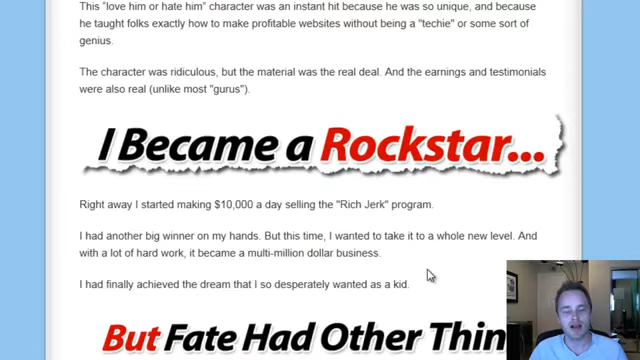 This "love him or hate him" character was an instant hit because he was so unique, and because
he taught folks exactly how to make profitable websites without being a "techie" or some sort of
genius.
The character was ridiculous, but the material was the real deal. And the earnings and testimonials
were also real (unlike most "gurus").
I Became a Rockstar...
Right away I started making $10,000 a day selling the "Rich Jerk" program.
I had another big winner on my hands. But this time, I wanted to take it to a whole new level. And
with a lot of hard work, it became a multi-million dollar business.
I had finally achieved the dream that I so desperately wanted as a kid.
But Fate Had Other Thin